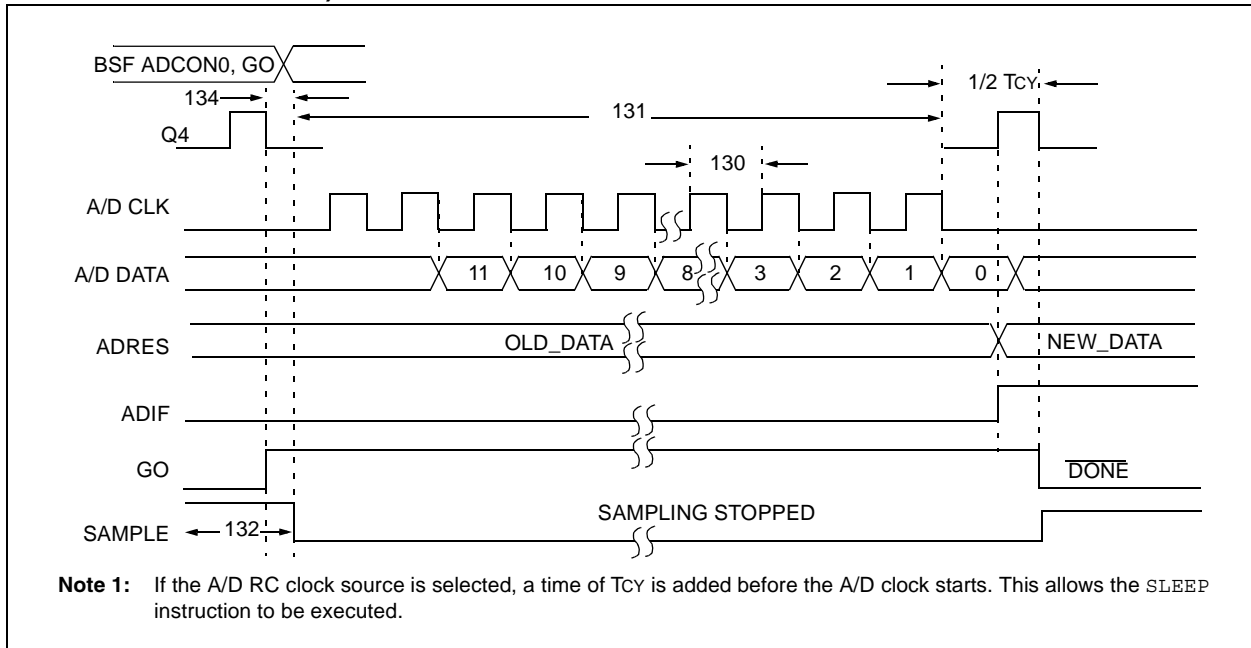 BSF ADCON0, GO
134
131
1/2 TCY
Q4
130
A/D CLK
A/D DATA
11 10 9 8 3 2 1 0
ADRES
OLD_DATA
NEW_DATA
ADIF
GO
DONE
SAMPLE
132
SAMPLING STOPPED
Note 1: If the A/D RC clock source is selected, a time of TCY is added before the A/D clock starts. This allows the SLEEP
instruction to be executed.